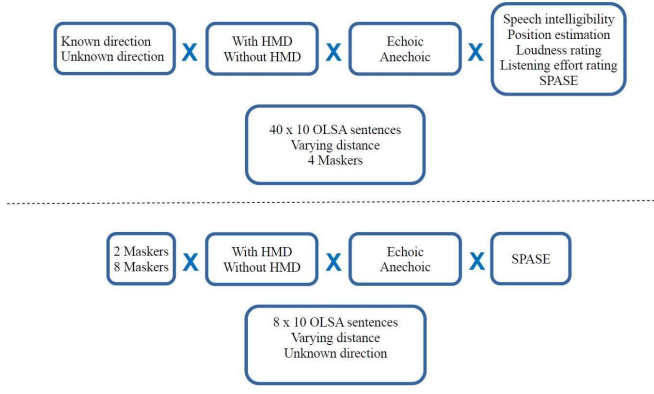 Known direction
Unknown direction
X
With HMD
Without HMD
X
Echoic
Anechoic
X
Speech intelligibility
Position estimation
Loudness rating
Listening effort rating
SPASE
40 x 10 OLSA sentences
Varying distance
4 Maskers
2 Maskers
8 Maskers
X
With HMD
Without HMD
X
Echoic
Anechoic
X
SPASE
8 x 10 OLSA sentences
Varying distance
Unknown direction